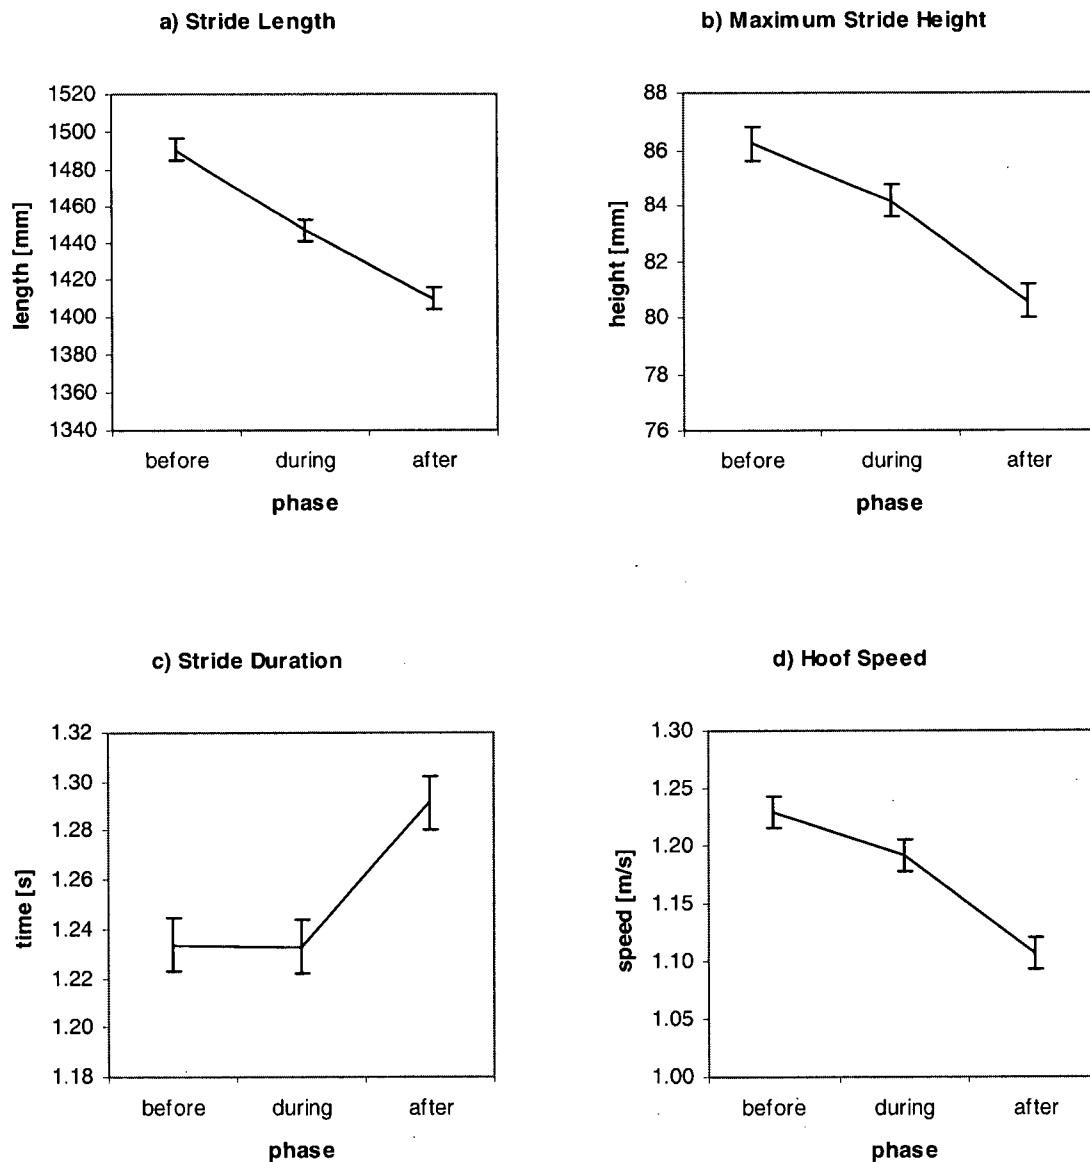 a) Stride Length
1520
1500
1480
1460
1440
1420
1400
1380
1360
1340
length [mm]
before during after
phase
b) Maximum Stride Height
88
86
84
82
80
78
76
height [mm]
before during after
phase
c) Stride Duration
1.32
1.30
1.28
1.26
1.24
1.22
1.20
1.18
time [s]
before during after
phase
d) Hoof Speed
1.30
1.25
1.20
1.15
1.10
1.05
1.00
speed [m/s]
before during after
phase